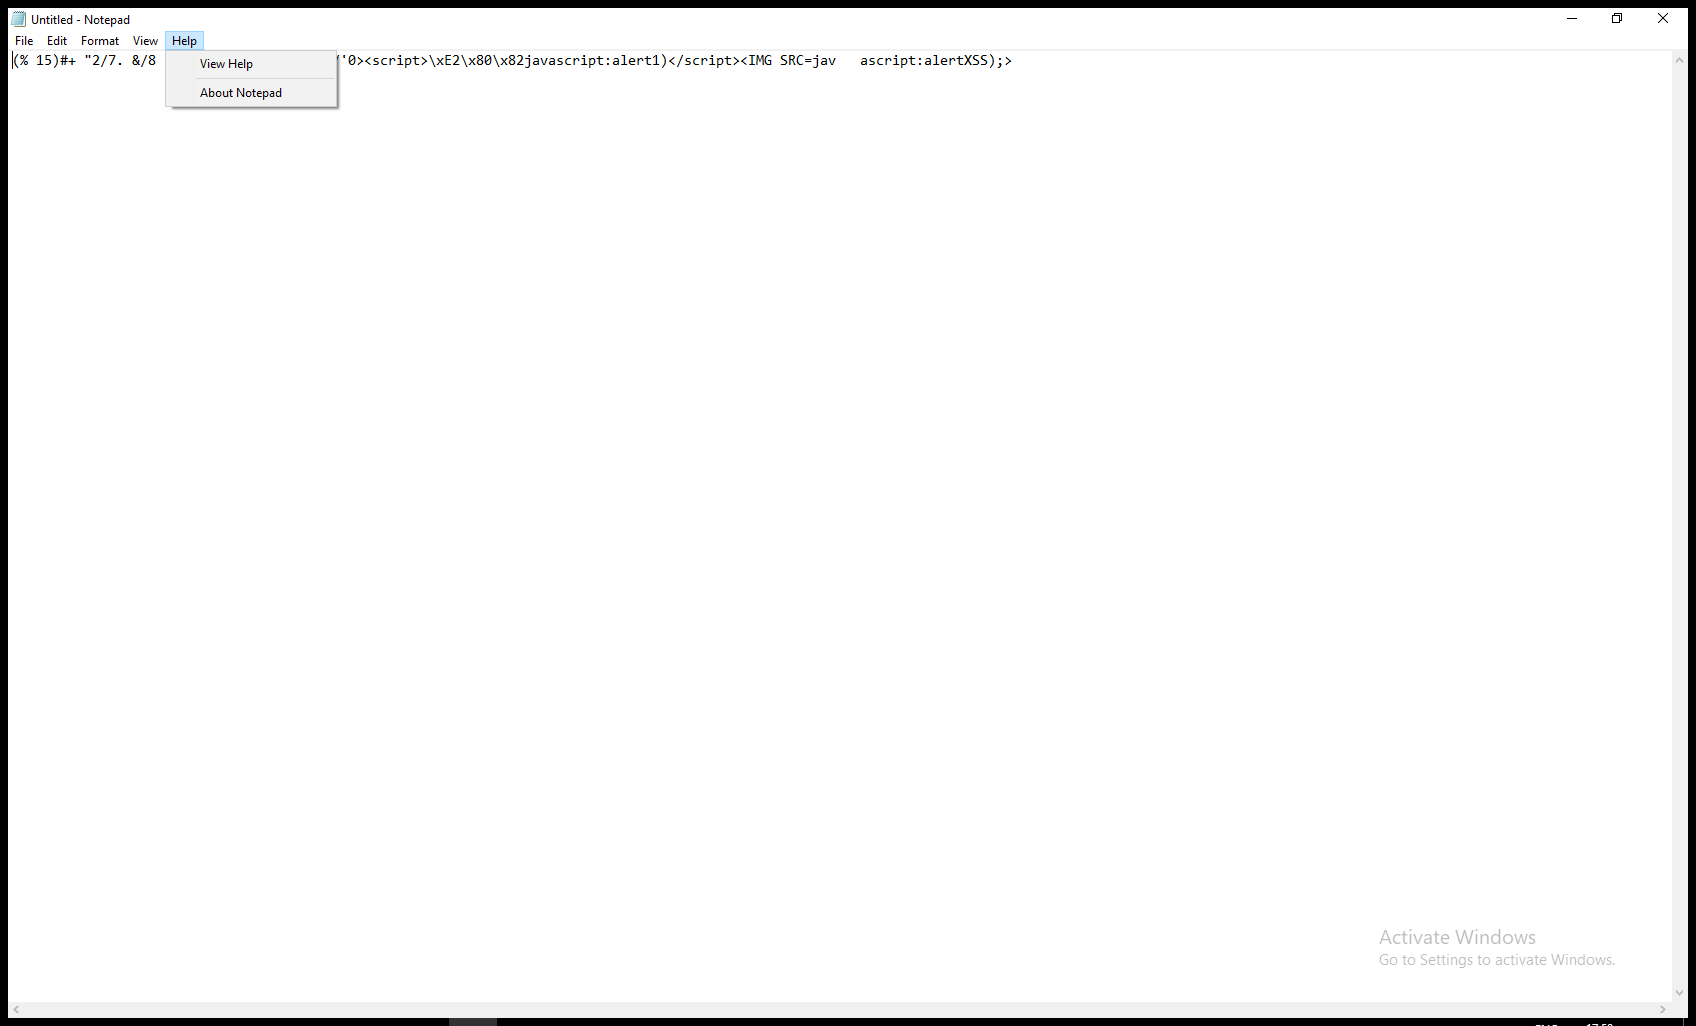 Untitled - Notepad
File Edit Format View Help
(% 15)#+ "2/7. &/8 '0><script>\xE2\x80\x82javascript:alert1)</script><IMG SRC=jav   ascript:alertXSS);>
View Help
About Notepad
Activate Windows
Go to Settings to activate Windows.